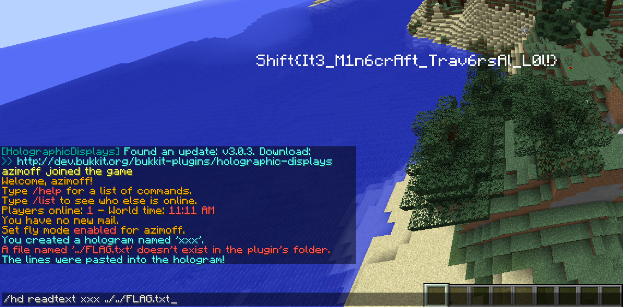 Shift{It3_M1n6crAft_Trav6rsAl_L0l!}
[HolographicDisplays] Found an update: v3.0.3. Download:
>> http://dev.bukkit.org/bukkit-plugins/holographic-displays
azimoff joined the game
Welcome, azimoff!
Type /help for a list of commands.
Type /list to see who else is online.
Players online: 1 - World time: 11:11 AM
You have no new mail.
Set fly mode enabled for azimoff.
You created a hologram named 'xxx'.
A file named '../FLAG.txt' doesn't exist in the plugin's folder.
The lines were pasted into the hologram!
/hd readtext xxx ../../FLAG.txt_